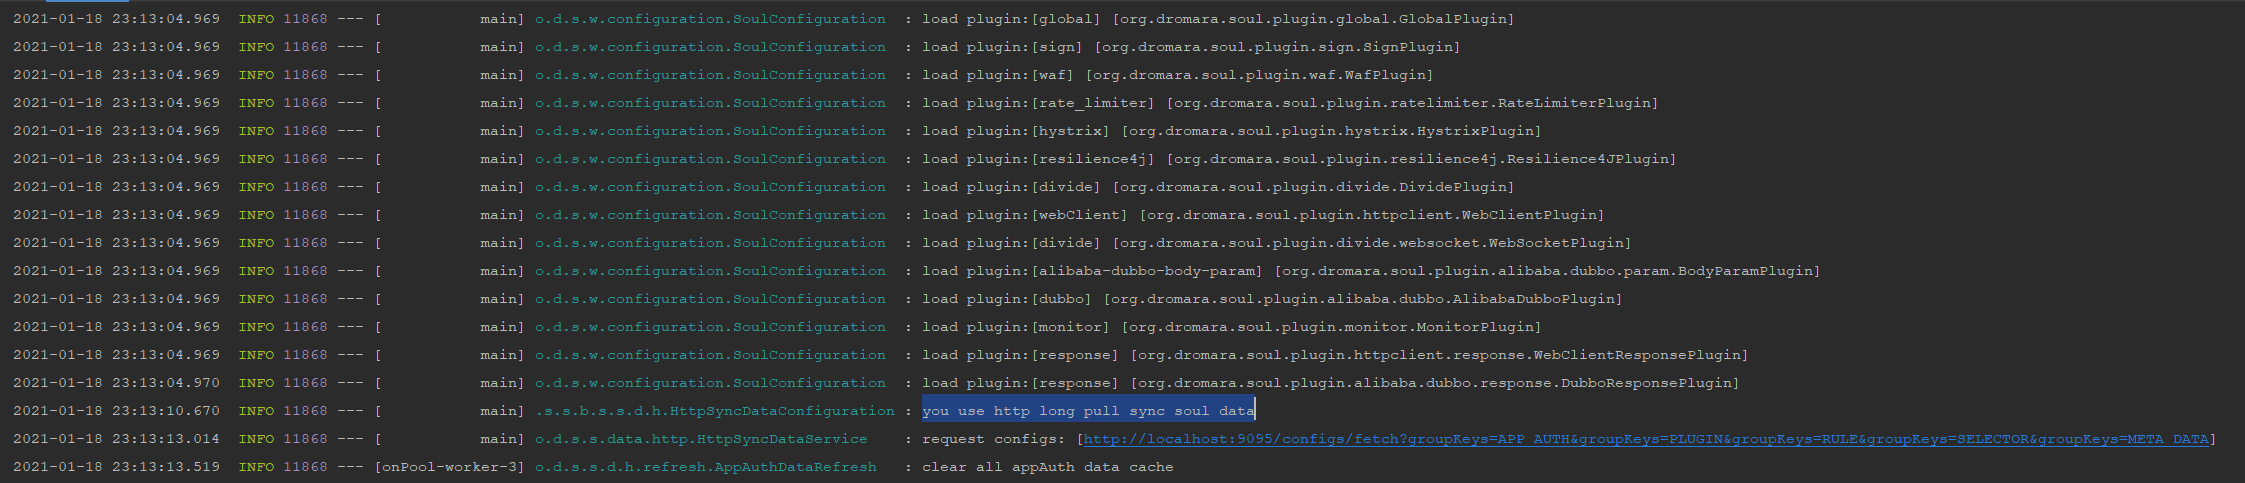 2021-01-18 23:13:04.969  INFO 11868 --- [           main] o.d.s.w.configuration.SoulConfiguration  : load plugin:[global] [org.dromara.soul.plugin.global.GlobalPlugin]
2021-01-18 23:13:04.969  INFO 11868 --- [           main] o.d.s.w.configuration.SoulConfiguration  : load plugin:[sign] [org.dromara.soul.plugin.sign.SignPlugin]
2021-01-18 23:13:04.969  INFO 11868 --- [           main] o.d.s.w.configuration.SoulConfiguration  : load plugin:[waf] [org.dromara.soul.plugin.waf.WafPlugin]
2021-01-18 23:13:04.969  INFO 11868 --- [           main] o.d.s.w.configuration.SoulConfiguration  : load plugin:[rate_limiter] [org.dromara.soul.plugin.ratelimiter.RateLimiterPlugin]
2021-01-18 23:13:04.969  INFO 11868 --- [           main] o.d.s.w.configuration.SoulConfiguration  : load plugin:[hystrix] [org.dromara.soul.plugin.hystrix.HystrixPlugin]
2021-01-18 23:13:04.969  INFO 11868 --- [           main] o.d.s.w.configuration.SoulConfiguration  : load plugin:[resilience4j] [org.dromara.soul.plugin.resilience4j.Resilience4JPlugin]
2021-01-18 23:13:04.969  INFO 11868 --- [           main] o.d.s.w.configuration.SoulConfiguration  : load plugin:[divide] [org.dromara.soul.plugin.divide.DividePlugin]
2021-01-18 23:13:04.969  INFO 11868 --- [           main] o.d.s.w.configuration.SoulConfiguration  : load plugin:[webClient] [org.dromara.soul.plugin.httpclient.WebClientPlugin]
2021-01-18 23:13:04.969  INFO 11868 --- [           main] o.d.s.w.configuration.SoulConfiguration  : load plugin:[divide] [org.dromara.soul.plugin.divide.websocket.WebSocketPlugin]
2021-01-18 23:13:04.969  INFO 11868 --- [           main] o.d.s.w.configuration.SoulConfiguration  : load plugin:[alibaba-dubbo-body-param] [org.dromara.soul.plugin.alibaba.dubbo.param.BodyParamPlugin]
2021-01-18 23:13:04.969  INFO 11868 --- [           main] o.d.s.w.configuration.SoulConfiguration  : load plugin:[dubbo] [org.dromara.soul.plugin.alibaba.dubbo.AlibabaDubboPlugin]
2021-01-18 23:13:04.969  INFO 11868 --- [           main] o.d.s.w.configuration.SoulConfiguration  : load plugin:[monitor] [org.dromara.soul.plugin.monitor.MonitorPlugin]
2021-01-18 23:13:04.969  INFO 11868 --- [           main] o.d.s.w.configuration.SoulConfiguration  : load plugin:[response] [org.dromara.soul.plugin.httpclient.response.WebClientResponsePlugin]
2021-01-18 23:13:04.970  INFO 11868 --- [           main] o.d.s.w.configuration.SoulConfiguration  : load plugin:[response] [org.dromara.soul.plugin.alibaba.dubbo.response.DubboResponsePlugin]
2021-01-18 23:13:10.670  INFO 11868 --- [           main] .s.s.b.s.s.d.h.HttpSyncDataConfiguration : you use http long pull sync soul data
2021-01-18 23:13:13.014  INFO 11868 --- [           main] o.d.s.s.data.http.HttpSyncDataService    : request configs: [http://localhost:9095/configs/fetch?groupKeys=APP_AUTH&groupKeys=PLUGIN&groupKeys=RULE&groupKeys=SELECTOR&groupKeys=META_DATA]
2021-01-18 23:13:13.519  INFO 11868 --- [onPool-worker-3] o.d.s.s.d.h.refresh.AppAuthDataRefresh   : clear all appAuth data cache